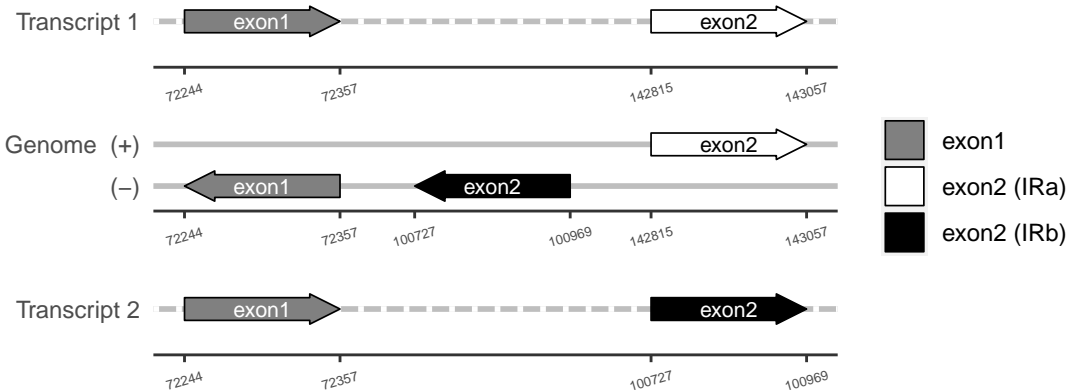 Transcript 1 exon1 exon2
72244 72357 142815 143057
Genome (+) exon2
(−) exon1 exon2
72244 72357 100727 100969 142815 143057
Transcript 2 exon1 exon2
72244 72357 100727 100969
exon1
exon2 (IRa)
exon2 (IRb)